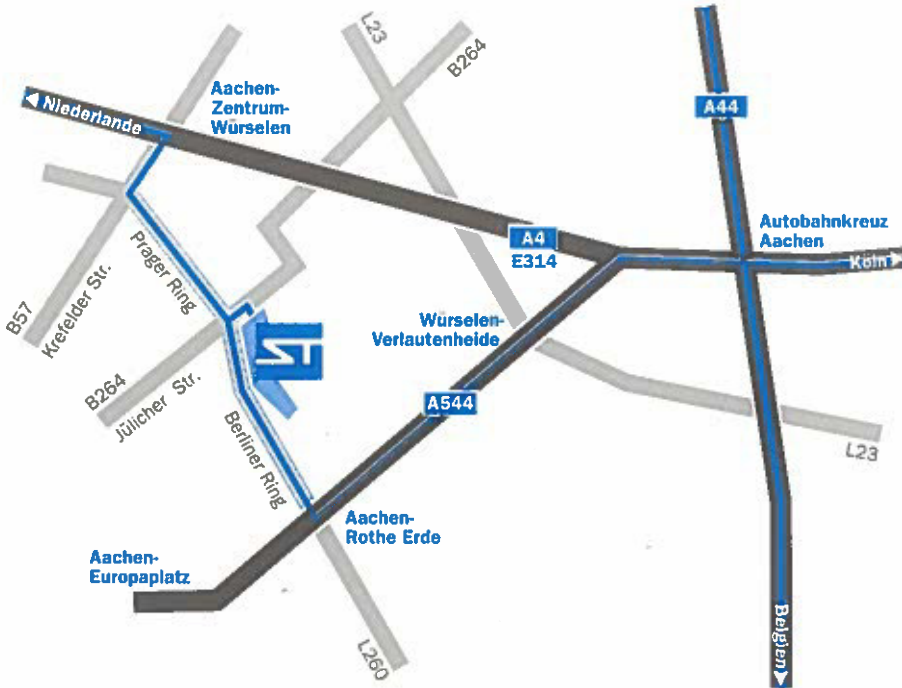 L23
B264
Aachen-
Zentrum-
Würselen
Niederlande
A44
A4
E314
Autobahnkreuz
Aachen
Köln
Prager Ring
B57
Krefelder Str.
Würselen-
Verlautenheide
B264
Jülicher Str.
A544
Berliner Ring
L23
Aachen-
Rothe Erde
Aachen-
Europaplatz
L260
Belgien